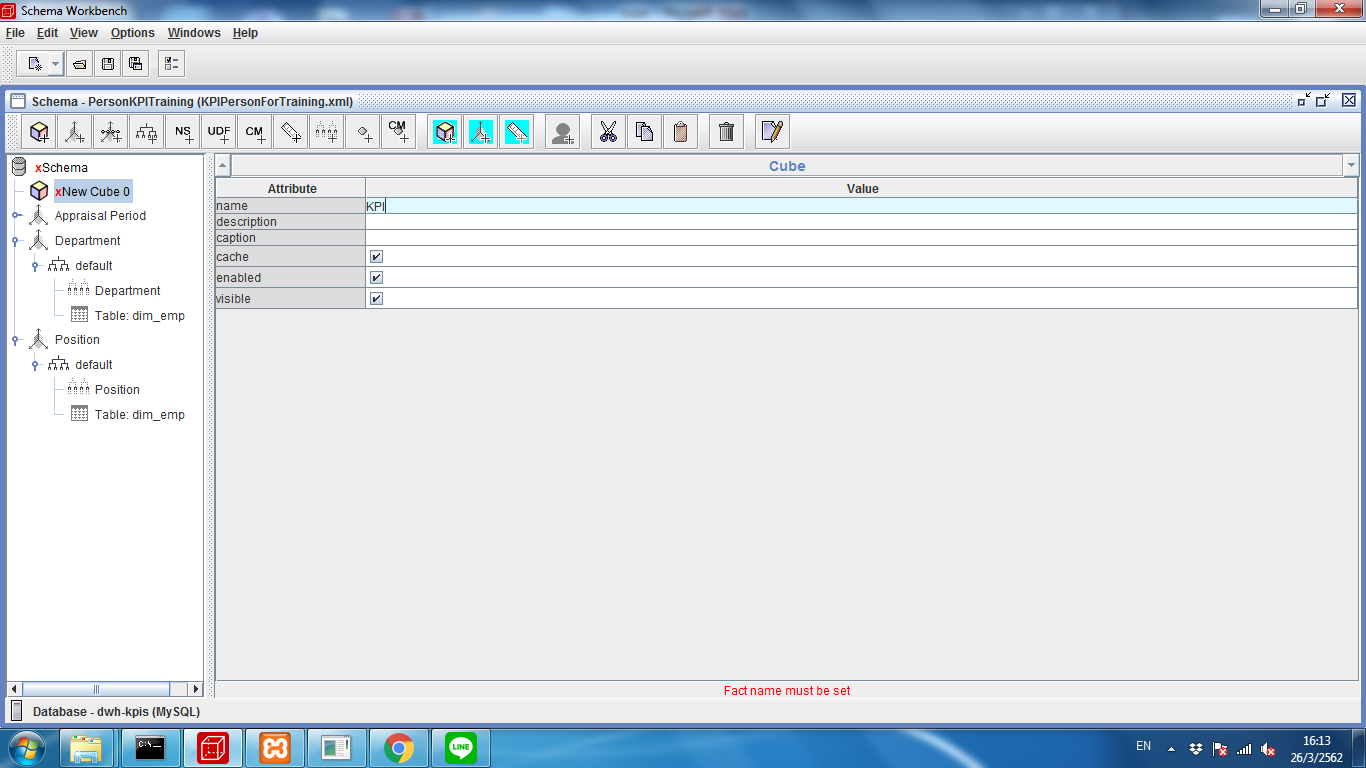 Schema Workbench
File Edit View Options Windows Help
Schema - PersonKPITraining (KPIPersonForTraining.xml)
NS UDF CM CM
xSchema
xNew Cube 0
Appraisal Period
Department
default
Department
Table: dim_emp
Position
default
Position
Table: dim_emp
Cube
Attribute Value
name KPI
description
caption
cache
enabled
visible
Fact name must be set
Database - dwh-kpis (MySQL)
C:\
LINE
EN
16:13
26/3/2562